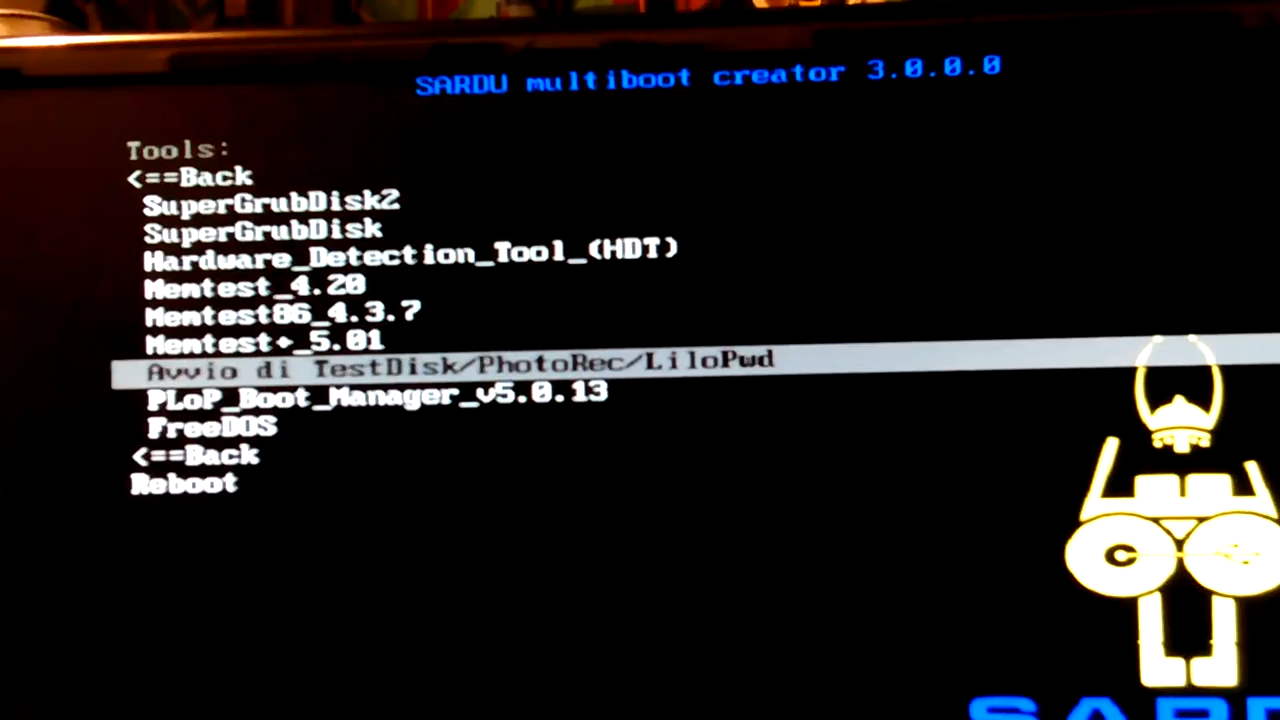 SARDU multiboot creator 3.0.0.0
Tools:
<==Back
SuperGrubDisk2
SuperGrubDisk
Hardware_Detection_Tool_(HDT)
Memtest_4.20
Memtest86_4.3.7
Memtest+_5.01
Avvio di TestDisk/PhotoRec/LiloPwd
PLoP_Boot_Manager_v5.0.13
FreeDOS
<==Back
Reboot
C